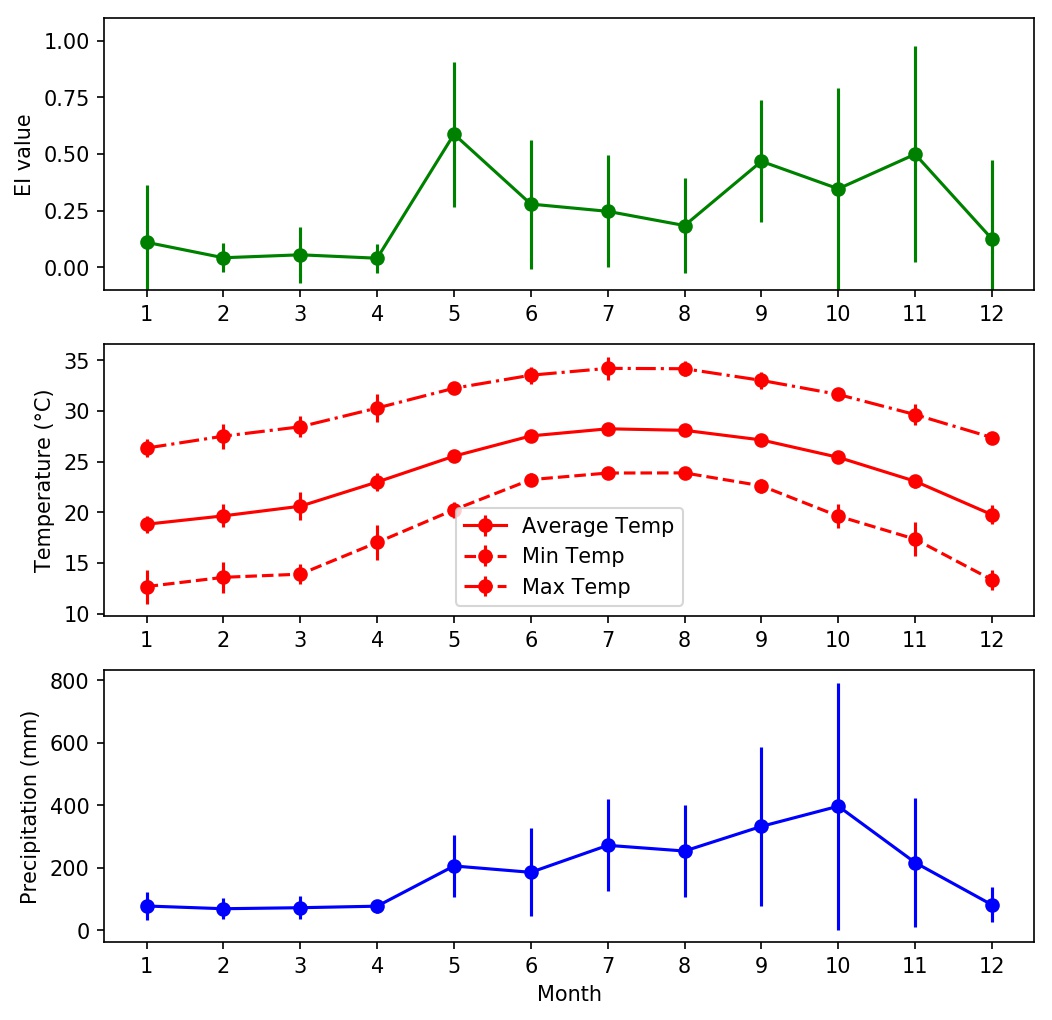 1.00
0.75
0.50
0.25
0.00
EI value
1 2 3 4 5 6 7 8 9 10 11 12
35
30
25
20
15
10
Temperature (°C)
Average Temp
Min Temp
Max Temp
1 2 3 4 5 6 7 8 9 10 11 12
800
600
400
200
0
Precipitation (mm)
1 2 3 4 5 6 7 8 9 10 11 12
Month